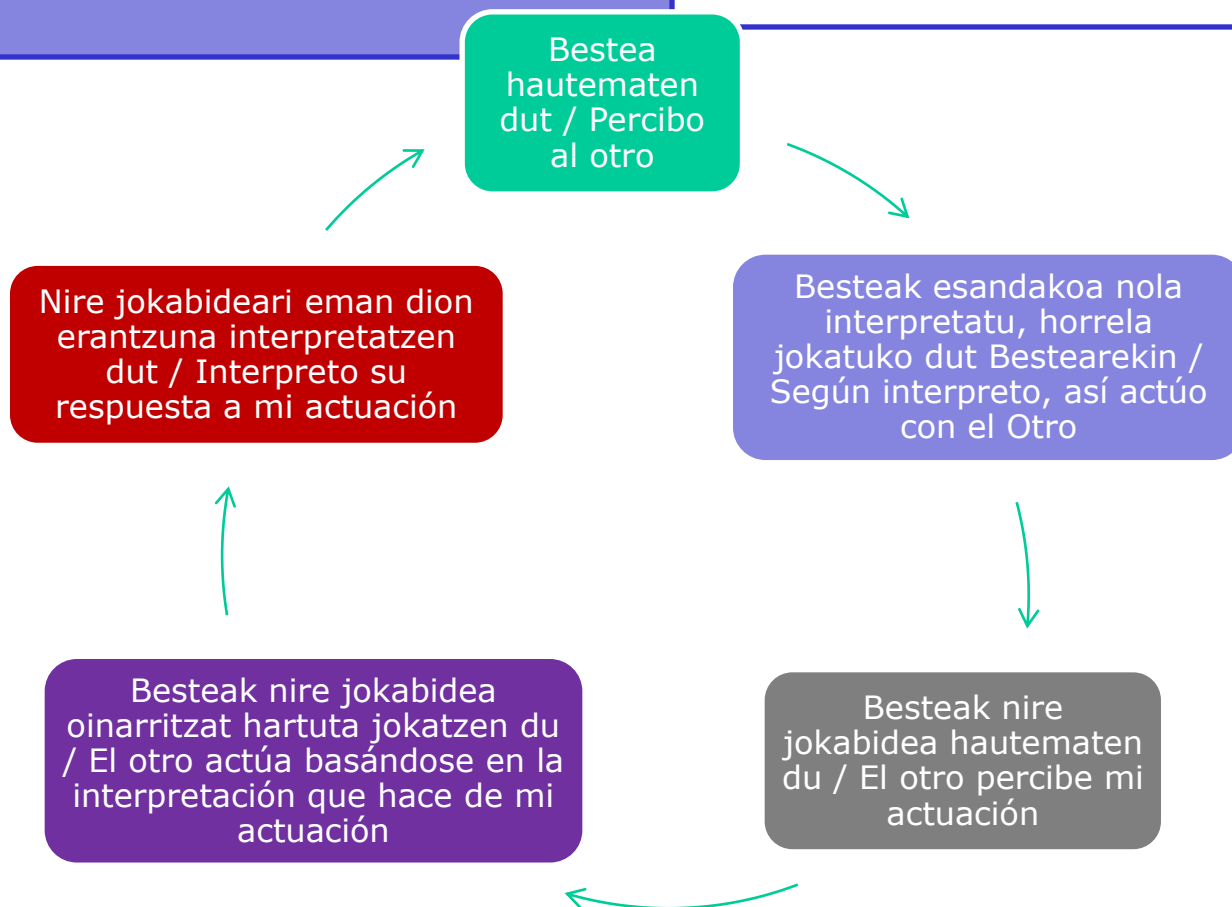 Bestea
hautematen
dut / Percibo
al otro
Besteak esandakoa nola
interpretatu, horrela
jokatuko dut Bestearekin /
Según interpreto, así actúo
con el Otro
Besteak nire
jokabidea hautematen
du / El otro percibe mi
actuación
Besteak nire jokabidea
oinarritzat hartuta jokatzen du
/ El otro actúa basándose en la
interpretación que hace de mi
actuación
Nire jokabideari eman dion
erantzuna interpretatzen
dut / Interpreto su
respuesta a mi actuación